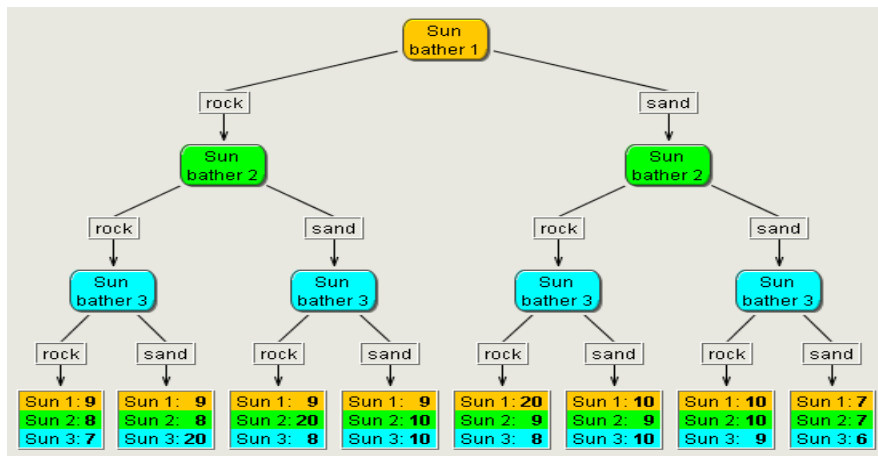 Sun
bather 1
rock
sand
Sun
bather 2
Sun
bather 2
rock
sand
rock
sand
Sun
bather 3
Sun
bather 3
Sun
bather 3
Sun
bather 3
rock
sand
rock
sand
rock
sand
rock
sand
Sun 1: 9
Sun 2: 8
Sun 3: 7
Sun 1: 9
Sun 2: 8
Sun 3: 20
Sun 1: 9
Sun 2: 20
Sun 3: 8
Sun 1: 9
Sun 2: 10
Sun 3: 10
Sun 1: 20
Sun 2: 9
Sun 3: 8
Sun 1: 10
Sun 2: 9
Sun 3: 10
Sun 1: 10
Sun 2: 10
Sun 3: 9
Sun 1: 7
Sun 2: 7
Sun 3: 6